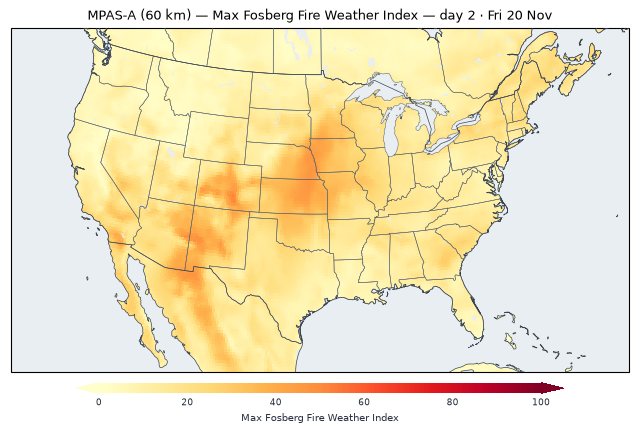 MPAS-A (60 km) — Max Fosberg Fire Weather Index — day 2 · Fri 20 Nov
0 20 40 60 80 100
Max Fosberg Fire Weather Index